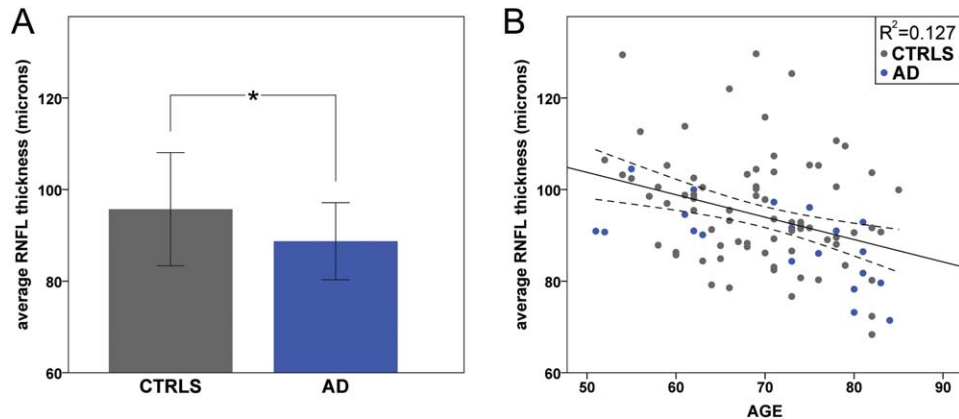 A
average RNFL thickness (microns)
120
100
80
60
*
CTRLS AD
B
average RNFL thickness (microns)
120
100
80
60
R²=0.127
CTRLS
AD
50 60 70 80 90
AGE